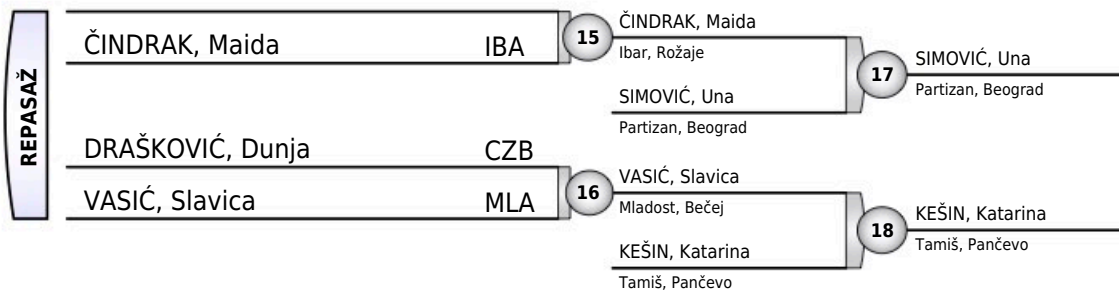 REPASAŽ
ČINDRAK, Maida IBA
15
ČINDRAK, Maida
Ibar, Rožaje
SIMOVIĆ, Una
Partizan, Beograd
17
SIMOVIĆ, Una
Partizan, Beograd
DRAŠKOVIĆ, Dunja CZB
VASIĆ, Slavica MLA
16
VASIĆ, Slavica
Mladost, Bečej
KEŠIN, Katarina
Tamiš, Pančevo
18
KEŠIN, Katarina
Tamiš, Pančevo